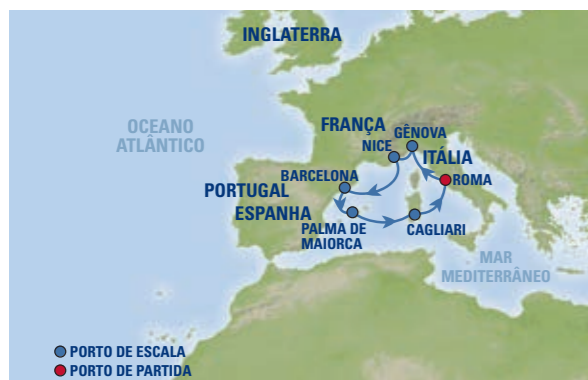 INGLATERRA
OCEANO
ATLÂNTICO
FRANÇA
GÊNOVA
NICE
ITÁLIA
ROMA
BARCELONA
PORTUGAL
ESPANHA
PALMA DE
MAIORCA
CAGLIARI
MAR
MEDITERRÂNEO
PORTO DE ESCALA
PORTO DE PARTIDA